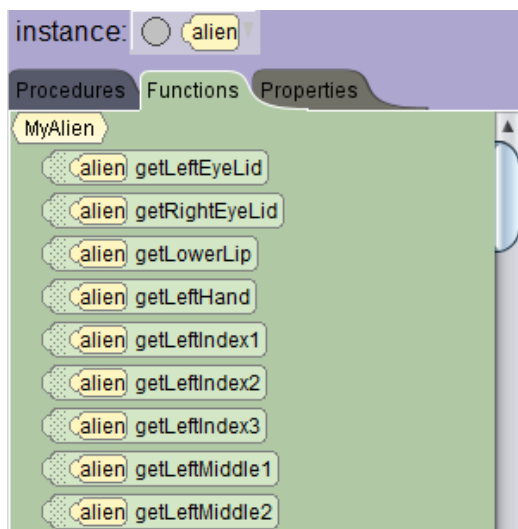 instance: alien
Procedures Functions Properties
MyAlien
alien getLeftEyeLid
alien getRightEyeLid
alien getLowerLip
alien getLeftHand
alien getLeftIndex1
alien getLeftIndex2
alien getLeftIndex3
alien getLeftMiddle1
alien getLeftMiddle2